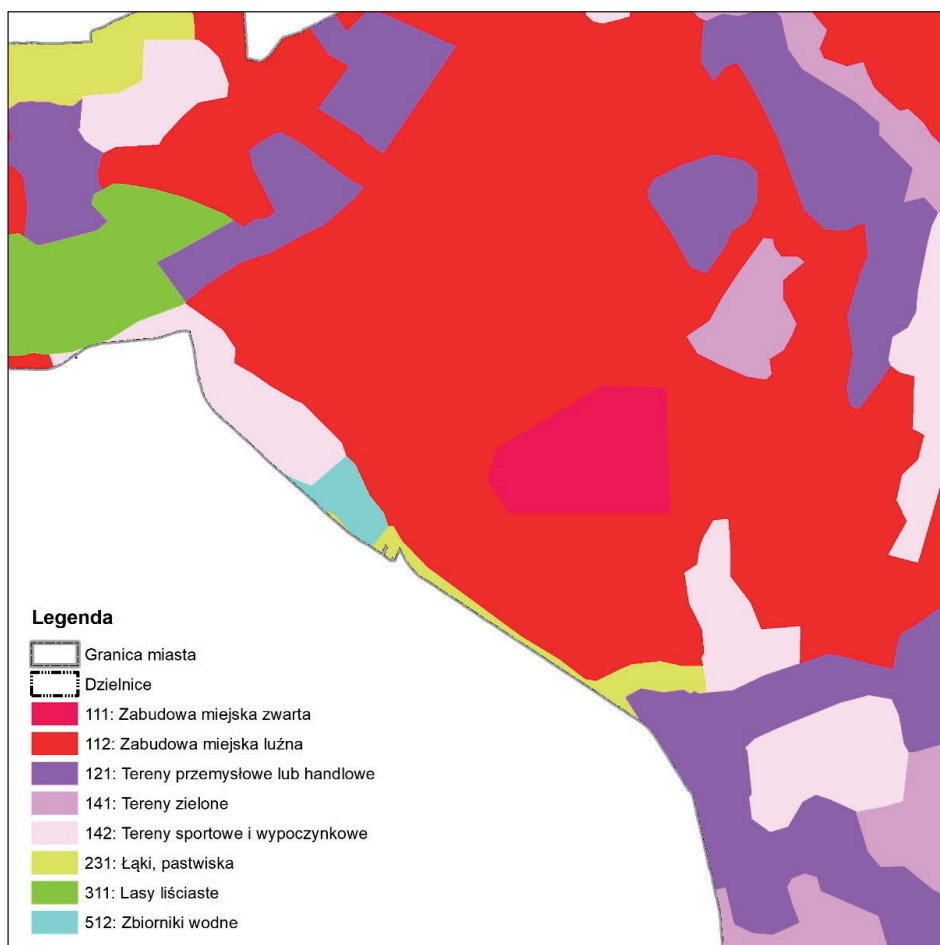 Legenda
Granica miasta
Dzielnice
111: Zabudowa miejska zwarta
112: Zabudowa miejska luźna
121: Tereny przemysłowe lub handlowe
141: Tereny zielone
142: Tereny sportowe i wypoczynkowe
231: Łąki, pastwiska
311: Lasy liściaste
512: Zbiorniki wodne